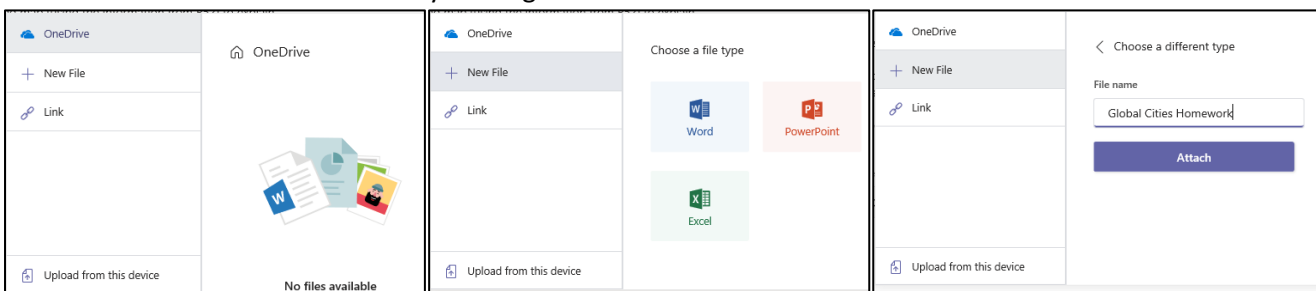 OneDrive
New File
Link
Upload from this device
OneDrive
W
No files available
OneDrive
New File
Link
Upload from this device
Choose a file type
W
Word
P
PowerPoint
X
Excel
OneDrive
New File
Link
Upload from this device
Choose a different type
File name
Global Cities Homework
Attach